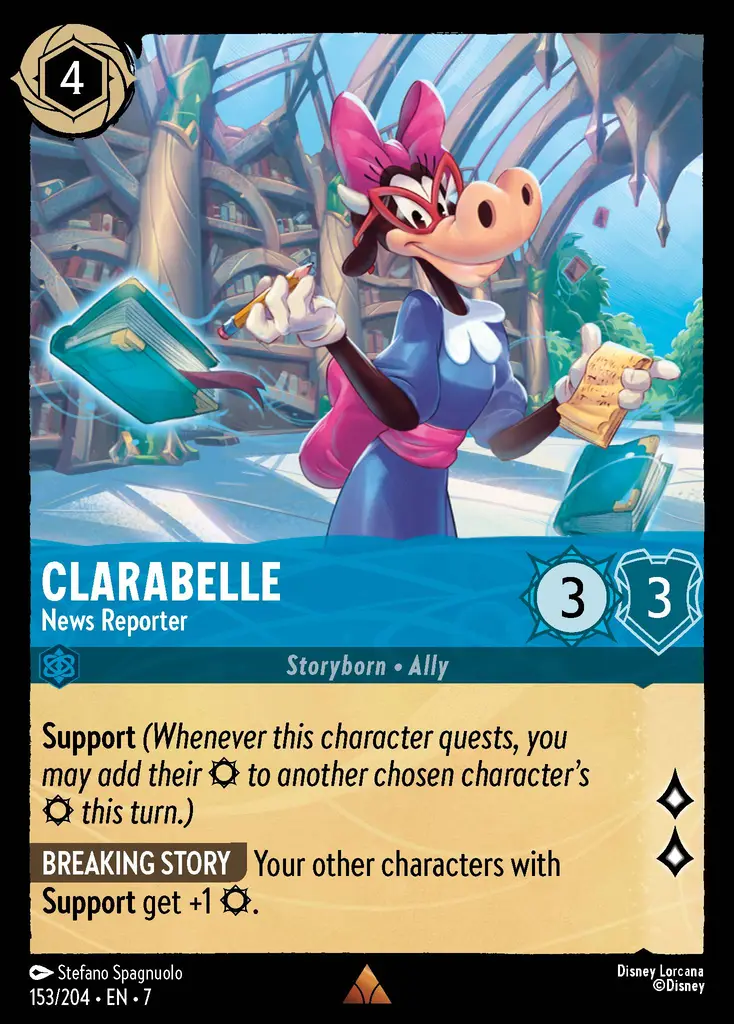 4
CLARABELLE
News Reporter
3
3
Storyborn • Ally
Support (Whenever this character quests, you
may add their to another chosen character's
this turn.)
BREAKING STORY Your other characters with
Support get +1 .
Stefano Spagnuolo
153/204 • EN • 7
Disney Lorcana
©Disney